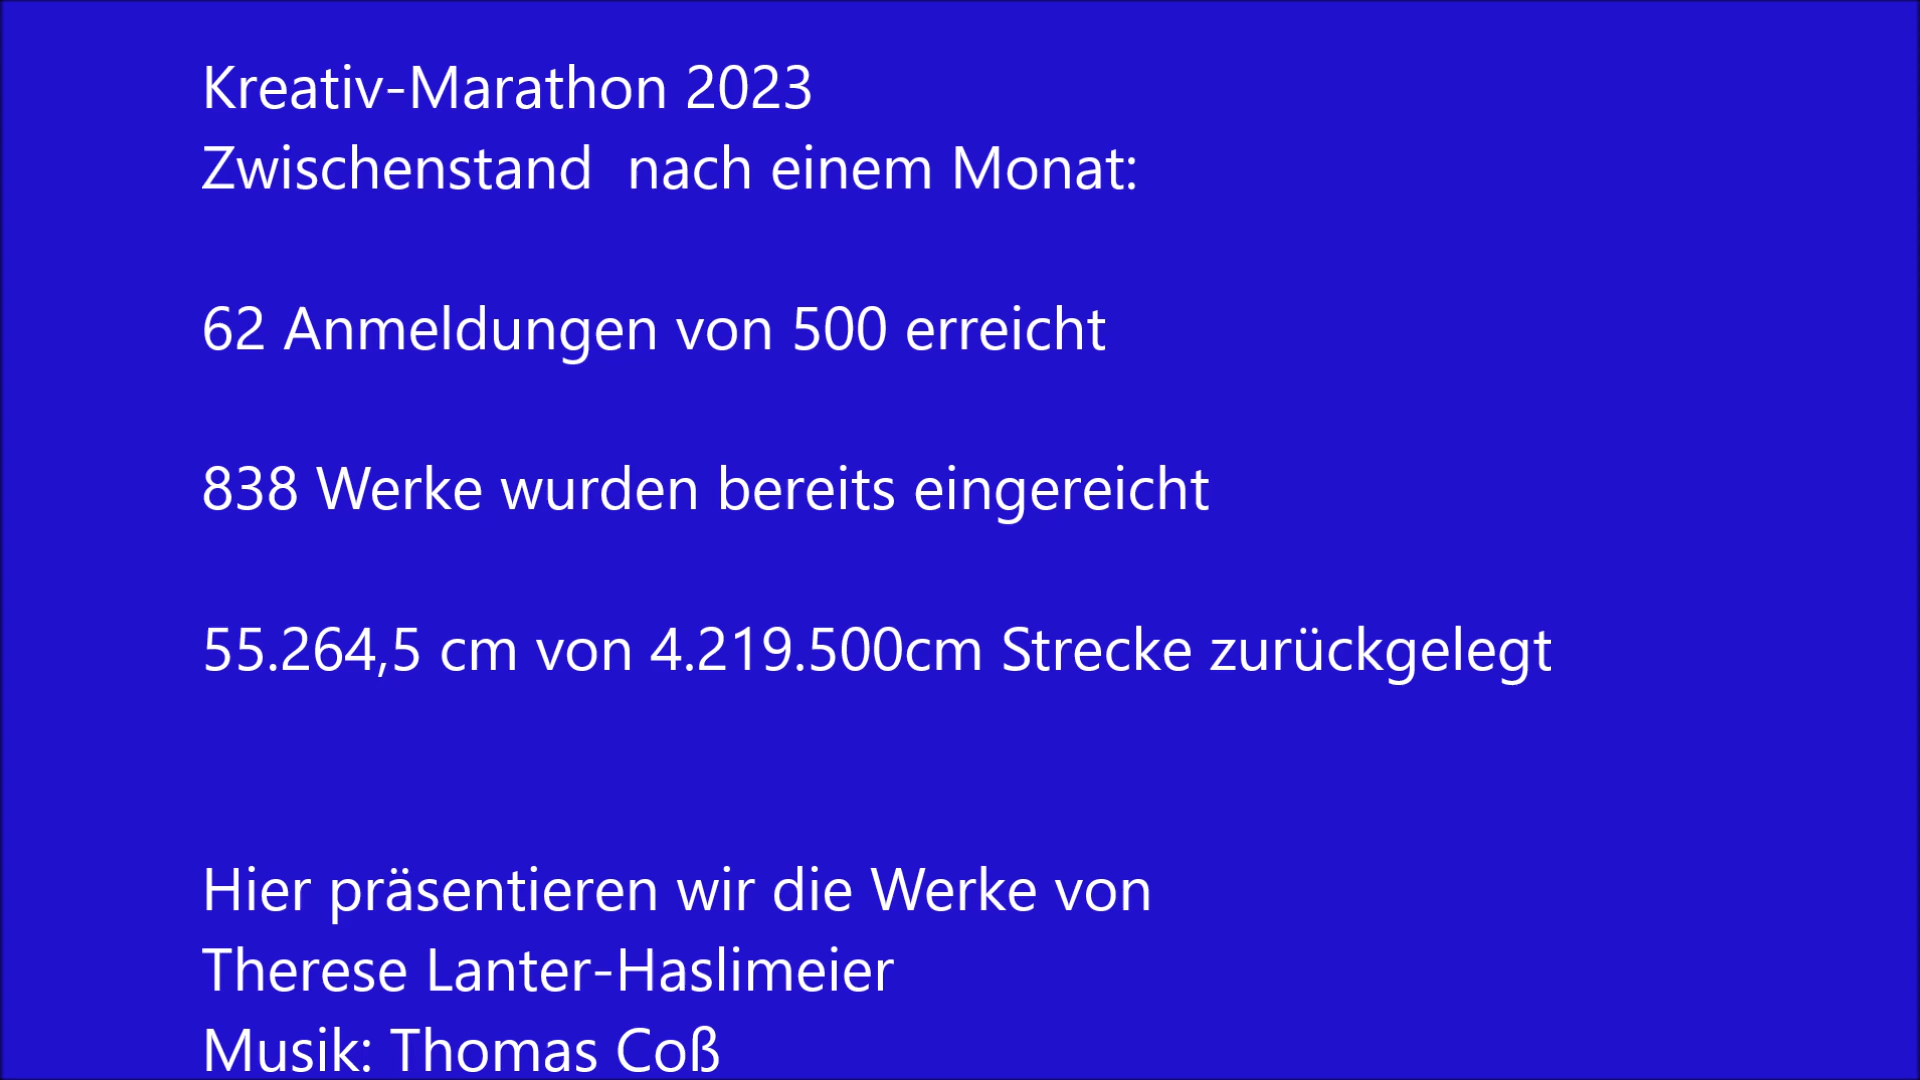 Kreativ-Marathon 2023
Zwischenstand  nach einem Monat:
62 Anmeldungen von 500 erreicht
838 Werke wurden bereits eingereicht
55.264,5 cm von 4.219.500cm Strecke zurückgelegt
Hier präsentieren wir die Werke von
Therese Lanter-Haslimeier
Musik: Thomas Coß